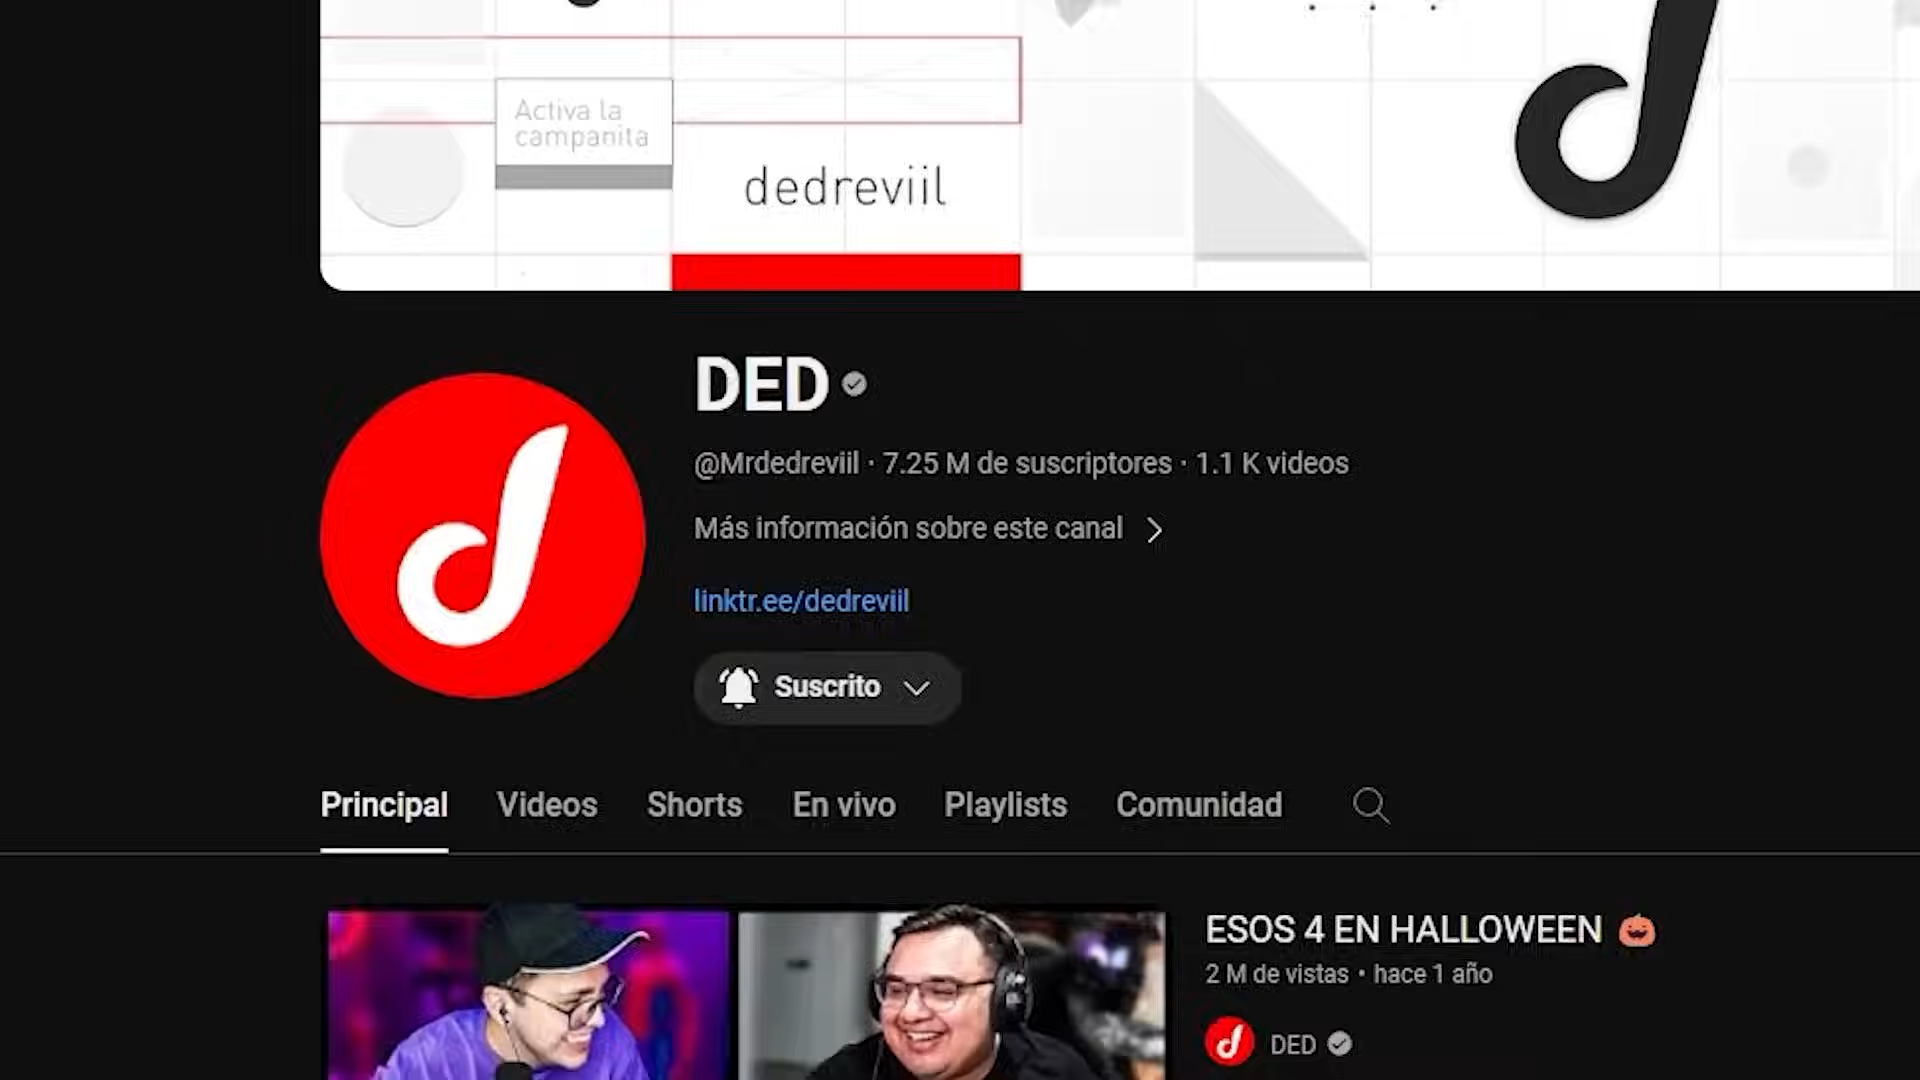 Activa la
campanita
dedreviil
DED
@Mrdedreviil · 7.25 M de suscriptores · 1.1 K videos
Más información sobre este canal
linktr.ee/dedreviil
Suscrito
Principal Videos Shorts En vivo Playlists Comunidad
ESOS 4 EN HALLOWEEN 🎃
2 M de vistas • hace 1 año
DED